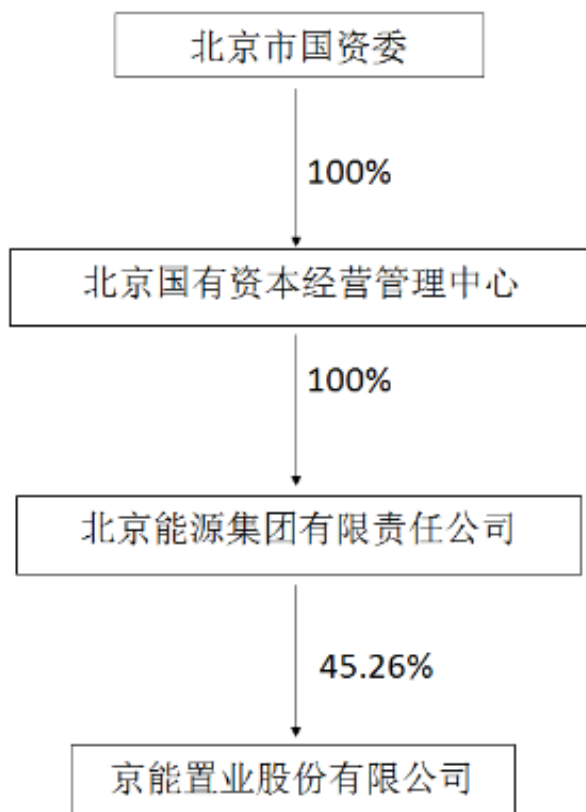 北京市国资委
100%
北京国有资本经营管理中心
100%
北京能源集团有限责任公司
45.26%
京能置业股份有限公司